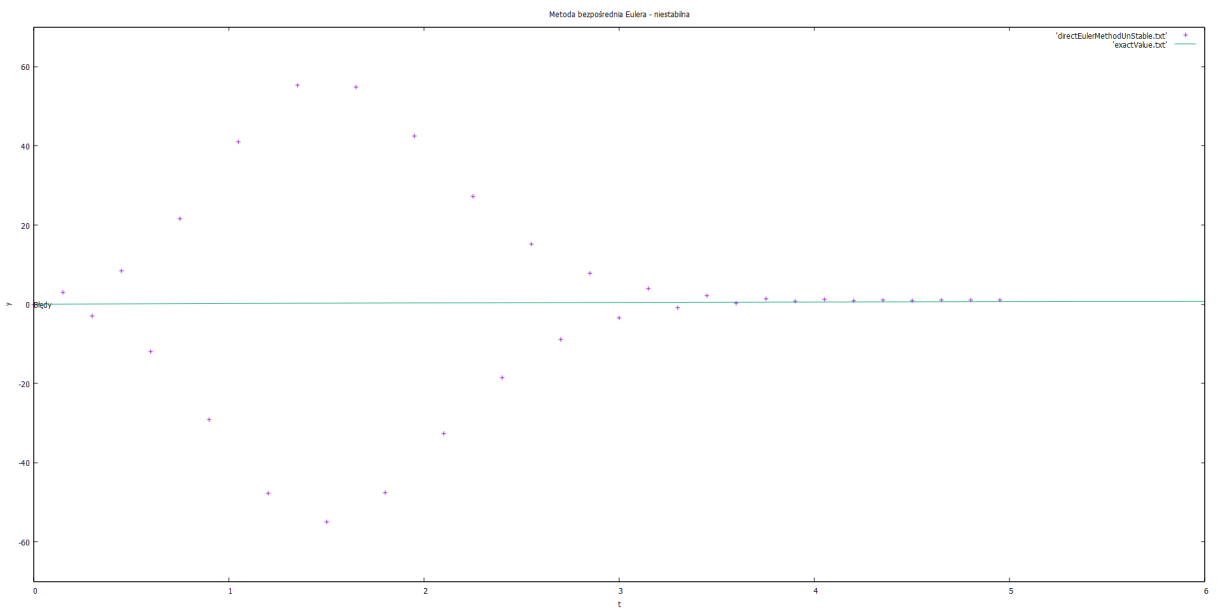 Metoda bezpośrednia Eulera - niestabilna
'directEulerMethodUnStable.txt'
'exactValue.txt'
60
40
20
0
-20
-40
-60
y
Błędy
0 1 2 3 4 5 6
t